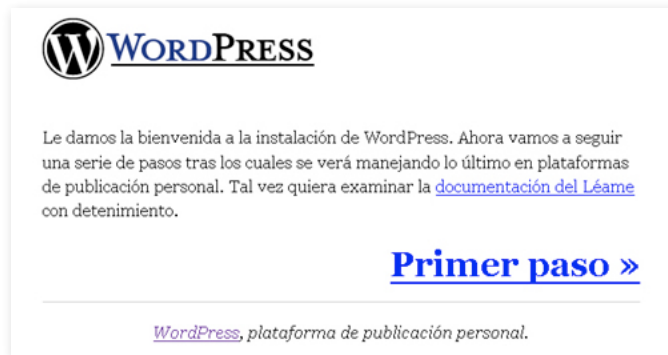 WORDPRESS
Le damos la bienvenida a la instalación de WordPress. Ahora vamos a seguir
una serie de pasos tras los cuales se verá manejando lo último en plataformas
de publicación personal. Tal vez quiera examinar la documentación del Léame
con detenimiento.
Primer paso »
WordPress, plataforma de publicación personal.